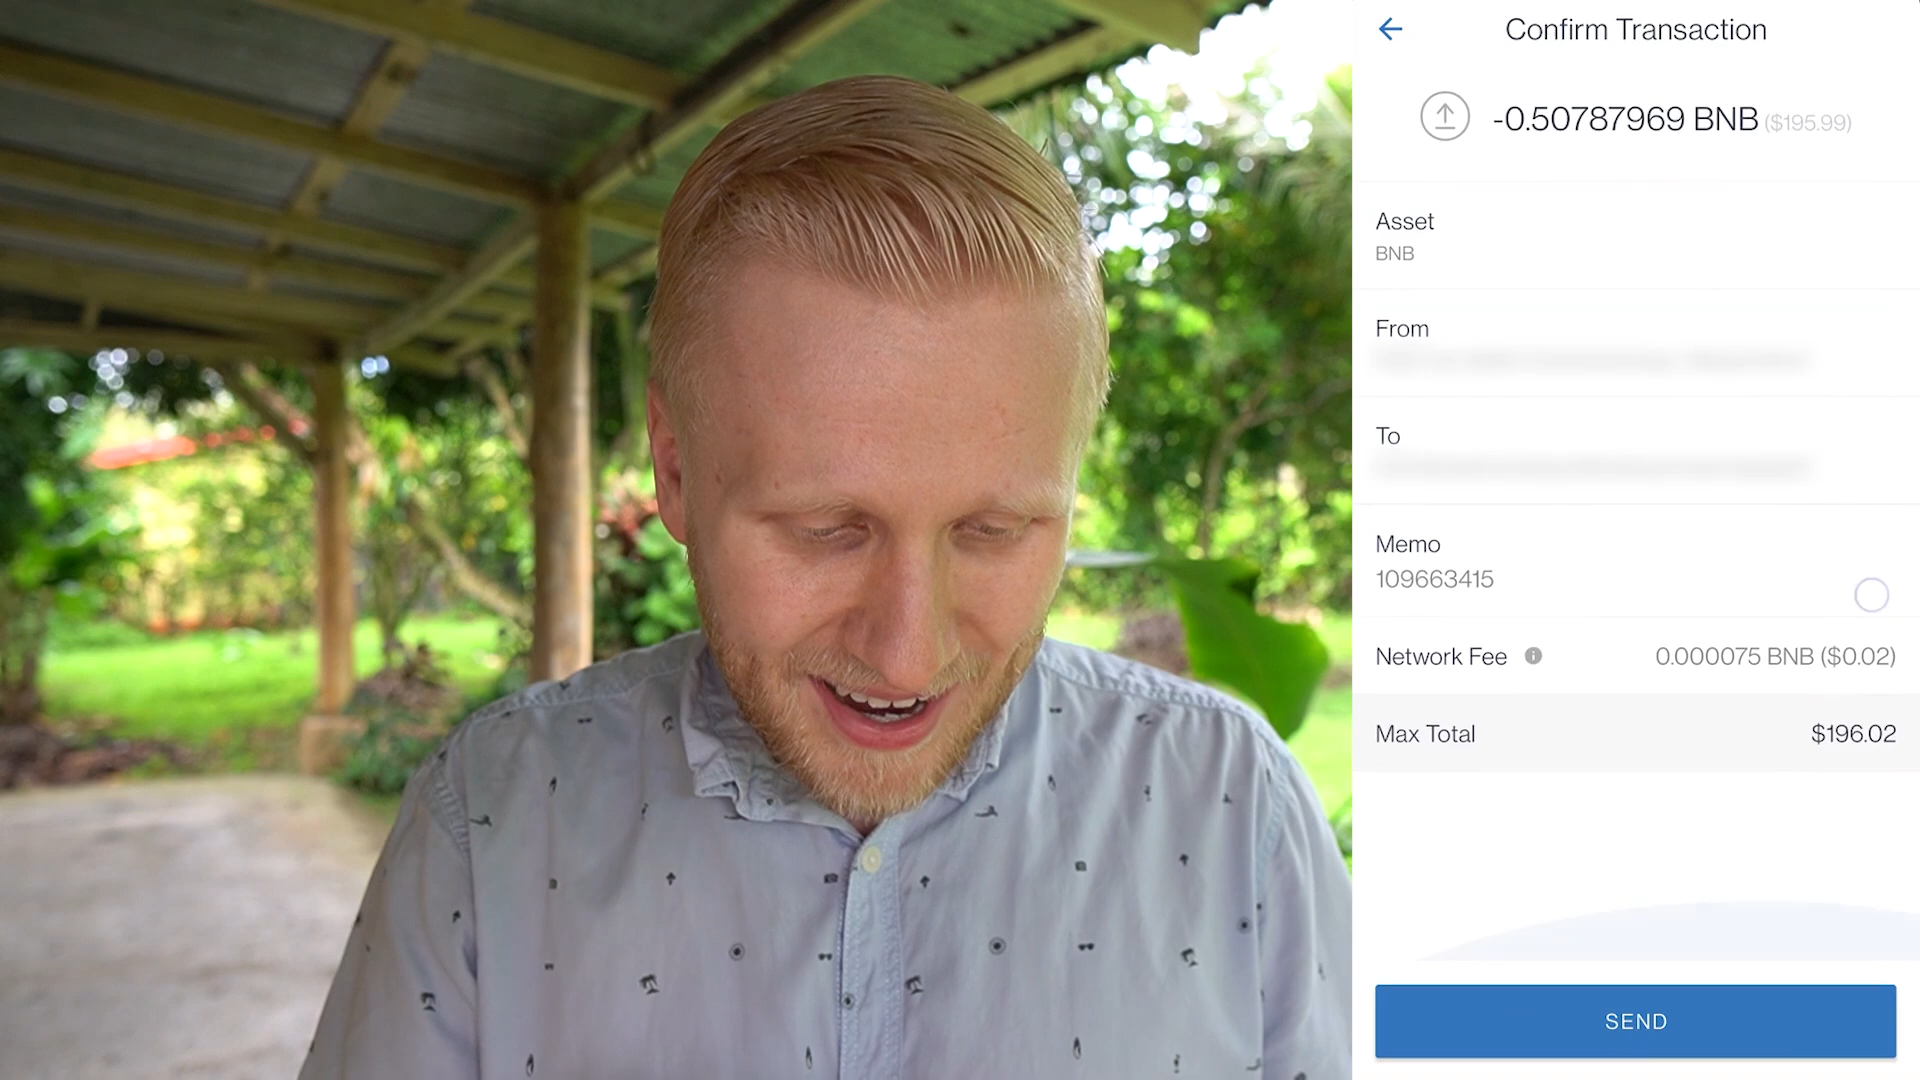 Confirm Transaction
-0.50787969 BNB ($195.99)
Asset
BNB
From
To
Memo
109663415
Network Fee
0.000075 BNB ($0.02)
Max Total
$196.02
SEND